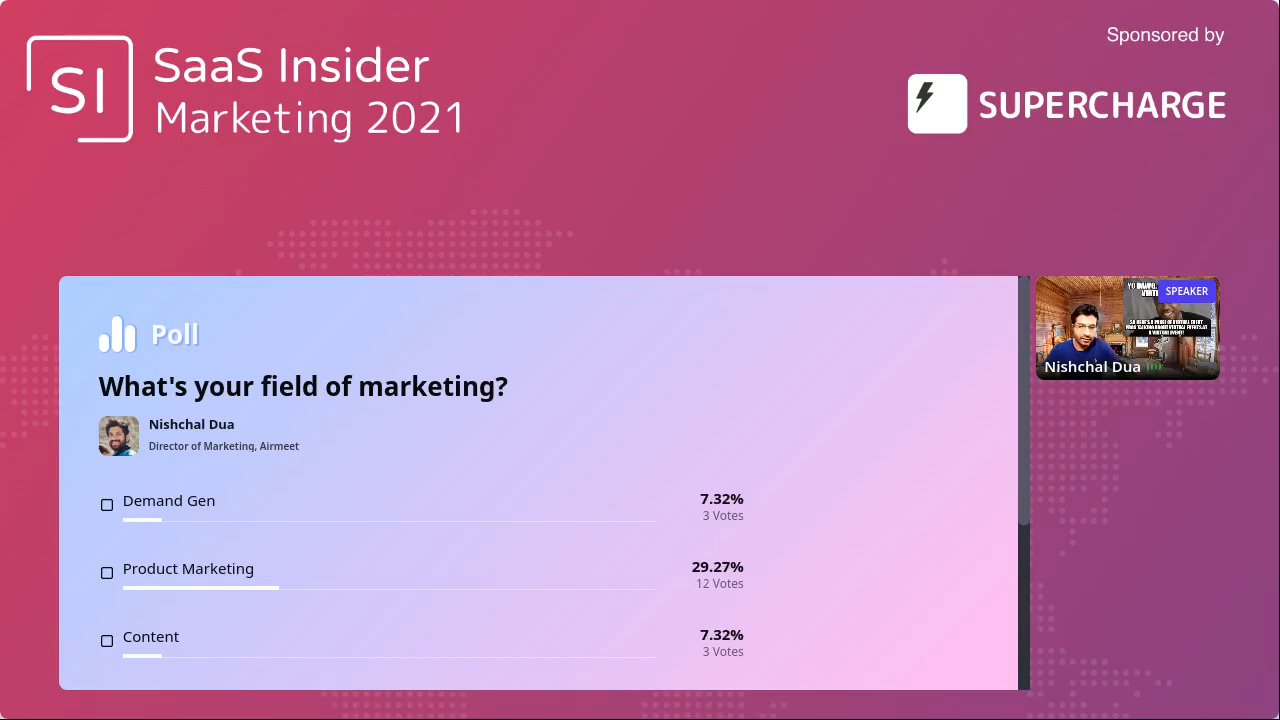 SI
SaaS Insider
Marketing 2021
Sponsored by
SUPERCHARGE
Poll
What's your field of marketing?
Nishchal Dua
Director of Marketing, Airmeet
Demand Gen
7.32%
3 Votes
Product Marketing
29.27%
12 Votes
Content
7.32%
3 Votes
SPEAKER
Nishchal Dua